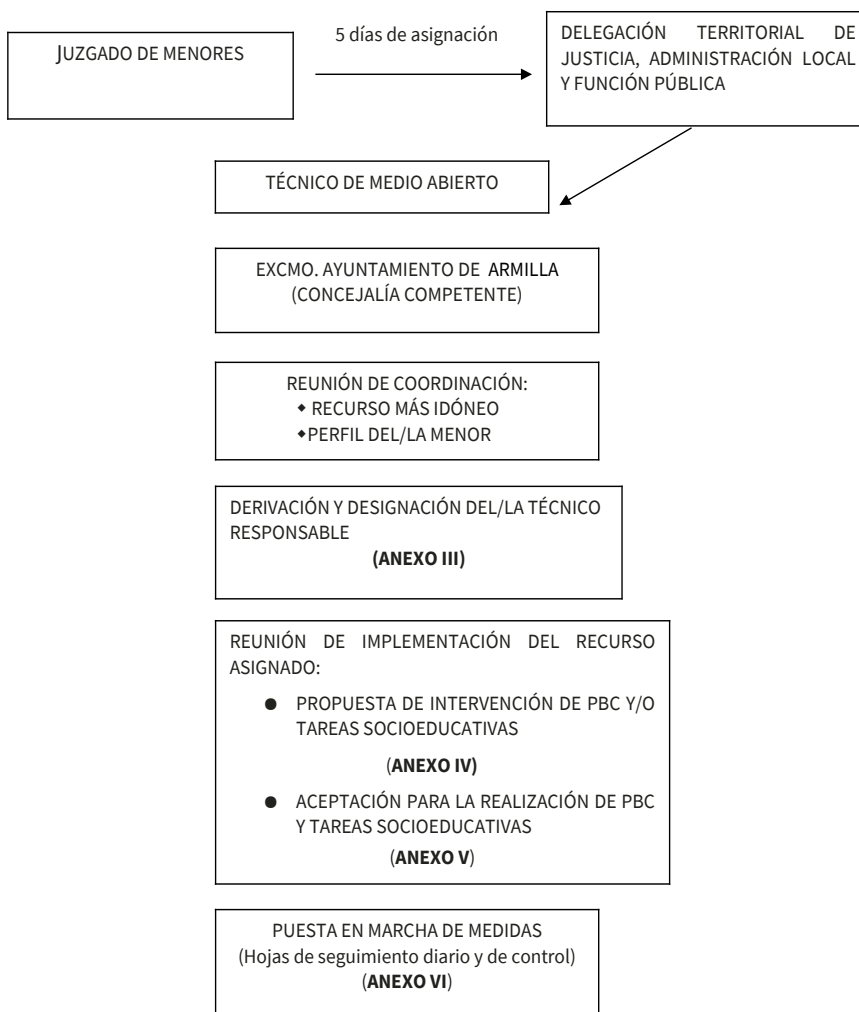 JUZGADO DE MENORES
5 días de asignación
DELEGACIÓN TERRITORIAL DE
JUSTICIA, ADMINISTRACIÓN LOCAL
Y FUNCIÓN PÚBLICA
TÉCNICO DE MEDIO ABIERTO
EXCMO. AYUNTAMIENTO DE ARMILLA
(CONCEJALÍA COMPETENTE)
REUNIÓN DE COORDINACIÓN:
◆ RECURSO MÁS IDÓNEO
◆PERFIL DEL/LA MENOR
DERIVACIÓN Y DESIGNACIÓN DEL/LA TÉCNICO
RESPONSABLE
(ANEXO III)
REUNIÓN DE IMPLEMENTACIÓN DEL RECURSO
ASIGNADO:
● PROPUESTA DE INTERVENCIÓN DE PBC Y/O
TAREAS SOCIOEDUCATIVAS
(ANEXO IV)
● ACEPTACIÓN PARA LA REALIZACIÓN DE PBC
Y TAREAS SOCIOEDUCATIVAS
(ANEXO V)
PUESTA EN MARCHA DE MEDIDAS
(Hojas de seguimiento diario y de control)
(ANEXO VI)